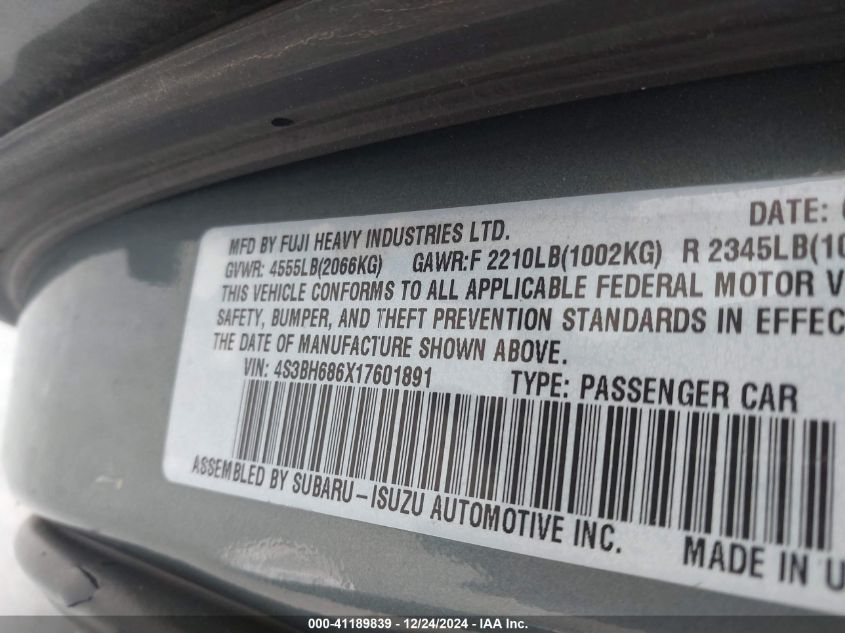 DATE:
MFD BY FUJI HEAVY INDUSTRIES LTD.
GVWR: 4555LB(2066KG) GAWR:F 2210LB(1002KG) R 2345LB(10
THIS VEHICLE CONFORMS TO ALL APPLICABLE FEDERAL MOTOR V
SAFETY, BUMPER, AND THEFT PREVENTION STANDARDS IN EFFEC
THE DATE OF MANUFACTURE SHOWN ABOVE.
VIN: 4S3BH686X17601891 TYPE: PASSENGER CAR
ASSEMBLED BY SUBARU-ISUZU AUTOMOTIVE INC.
MADE IN U
000-41189839 - 12/24/2024 - IAA Inc.